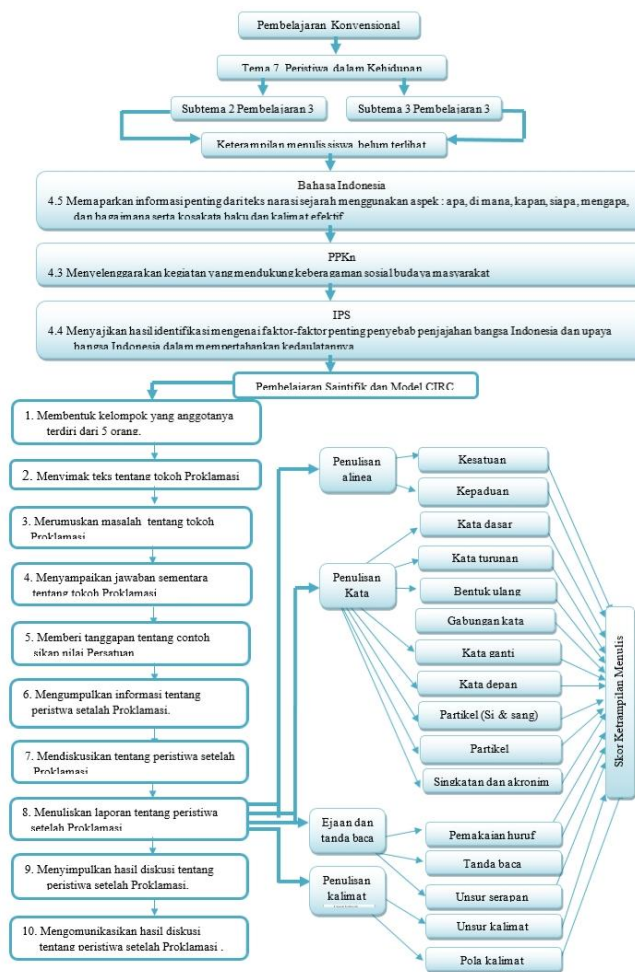 Pembelajaran Konvensional
Tema 7 Peristiwa dalam Kehidupan
Subtema 2 Pembelajaran 3
Subtema 3 Pembelajaran 3
Keterampilan menulis siswa belum terlihat
Bahasa Indonesia
4.5 Memaparkan informasi penting dari teks narasi sejarah menggunakan aspek : apa, di mana, kapan, siapa, mengapa,
dan bagaimana serta kosakata baku dan kalimat efektif
PPKn
4.3 Menyelenggarakan kegiatan yang mendukung keberagaman sosial budaya masyarakat
IPS
4.4 Menyajikan hasil identifikasi mengenai faktor-faktor penting penyebab penjajahan bangsa Indonesia dan upaya
bangsa Indonesia dalam mempertahankan kedaulatannya
Pembelajaran Saintifik dan Model CIRC
1. Membentuk kelompok yang anggotanya
terdiri dari 5 orang.
2. Menyimak teks tentang tokoh Proklamasi
3. Merumuskan masalah tentang tokoh
Proklamasi
4. Menyampaikan jawaban sementara
tentang tokoh Proklamasi
5. Memberi tanggapan tentang contoh
sikap nilai Persatuan
6. Mengumpulkan informasi tentang
peristwa setalah Proklamasi.
7. Mendiskusikan tentang peristiwa setelah
Proklamasi
8. Menuliskan laporan tentang peristiwa
setelah Proklamasi
9. Menyimpulkan hasil diskusi tentang
peristiwa setelah Proklamasi.
10. Mengomunikasikan hasil diskusi
tentang peristiwa setelah Proklamasi .
Penulisan
alinea
Kesatuan
Kepaduan
Penulisan
Kata
Kata dasar
Kata turunan
Bentuk ulang
Gabungan kata
Kata ganti
Kata depan
Partikel (Si & sang)
Partikel
Singkatan dan akronim
Ejaan dan
tanda baca
Pemakaian huruf
Tanda baca
Unsur serapan
Penulisan
kalimat
Unsur kalimat
Pola kalimat
Skor Ketrampilan Menulis